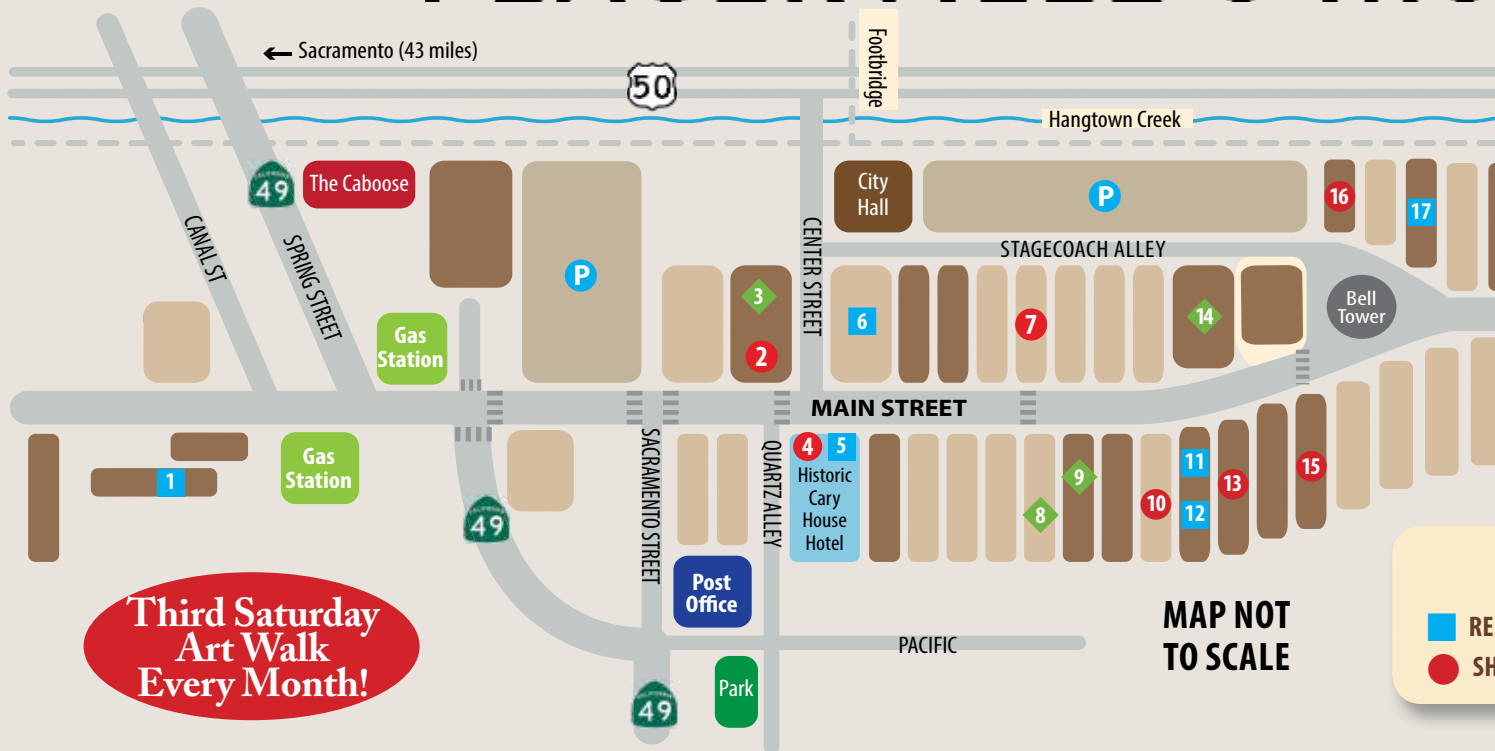 Sacramento (43 miles)
50
Footbridge
Hangtown Creek
49
The Caboose
City
Hall
P
16
17
CANAL ST
SPRING STREET
CENTER STREET
STAGECOACH ALLEY
P
3
6
7
14
Bell
Tower
Gas
Station
2
MAIN STREET
1
Gas
Station
49
SACRAMENTO STREET
QUARTZ ALLEY
4
5
Historic
Cary
House
Hotel
8
9
10
11
12
13
15
Post
Office
Third Saturday
Art Walk
Every Month!
MAP NOT
TO SCALE
PACIFIC
Park
49
RE
SH